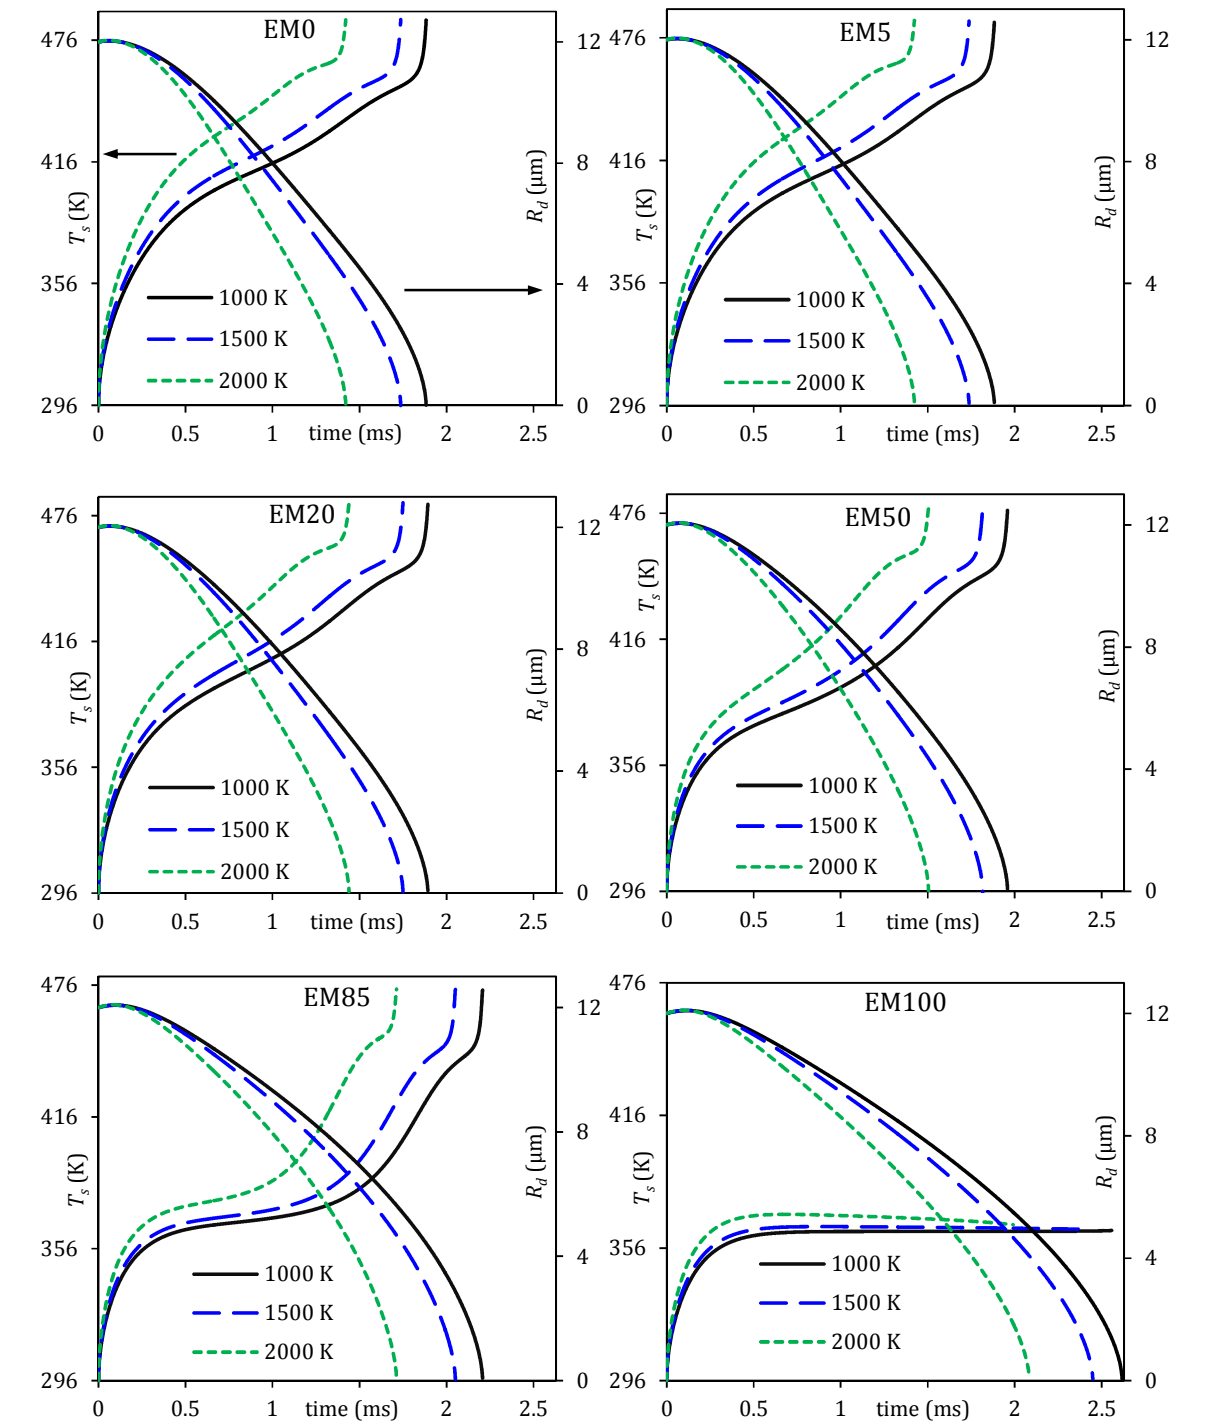 EM0
476
416
356
296
T_s (K)
12
8
4
0
R_d (μm)
1000 K
1500 K
2000 K
0 0.5 1 time (ms) 2 2.5
EM5
476
416
356
296
T_s (K)
12
8
4
0
R_d (μm)
1000 K
1500 K
2000 K
0 0.5 1 time (ms) 2 2.5
EM20
476
416
356
296
T_s (K)
12
8
4
0
R_d (μm)
1000 K
1500 K
2000 K
0 0.5 1 time (ms) 2 2.5
EM50
476
416
356
296
T_s (K)
12
8
4
0
R_d (μm)
1000 K
1500 K
2000 K
0 0.5 1 time (ms) 2 2.5
EM85
476
416
356
296
T_s (K)
12
8
4
0
R_d (μm)
1000 K
1500 K
2000 K
0 0.5 1 time (ms) 2 2.5
EM100
476
416
356
296
T_s (K)
12
8
4
0
R_d (μm)
1000 K
1500 K
2000 K
0 0.5 1 time (ms) 2 2.5